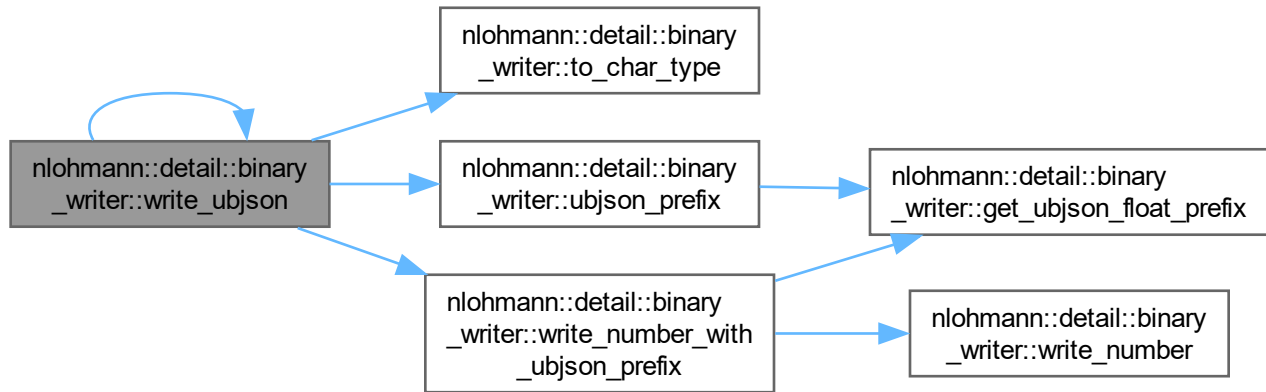 nlohmann::detail::binary
_writer::to_char_type
nlohmann::detail::binary
_writer::write_ubjson
nlohmann::detail::binary
_writer::ubjson_prefix
nlohmann::detail::binary
_writer::get_ubjson_float_prefix
nlohmann::detail::binary
_writer::write_number_with
_ubjson_prefix
nlohmann::detail::binary
_writer::write_number